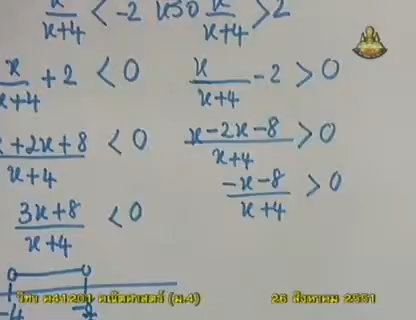 x/(x+4) < -2 หรือ x/(x+4) > 2
x/(x+4) + 2 < 0
x/(x+4) - 2 > 0
x+2x+8/(x+4) < 0
x-2x-8/(x+4) > 0
3x+8/(x+4) < 0
-x-8/(x+4) > 0
-4
วิชา ค41201 คณิตศาสตร์ (ม.4) 26 สิงหาคม 2551